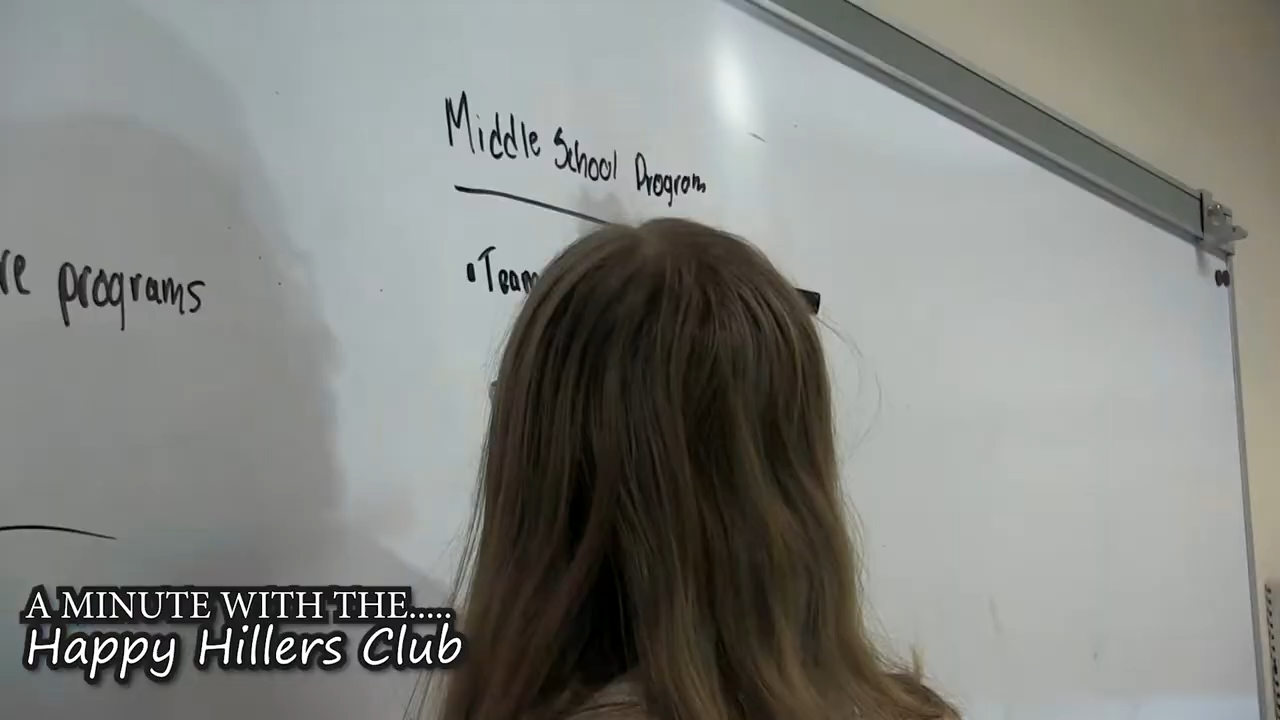 Middle School Program
programs
A MINUTE WITH THE.....
Happy Hillers Club